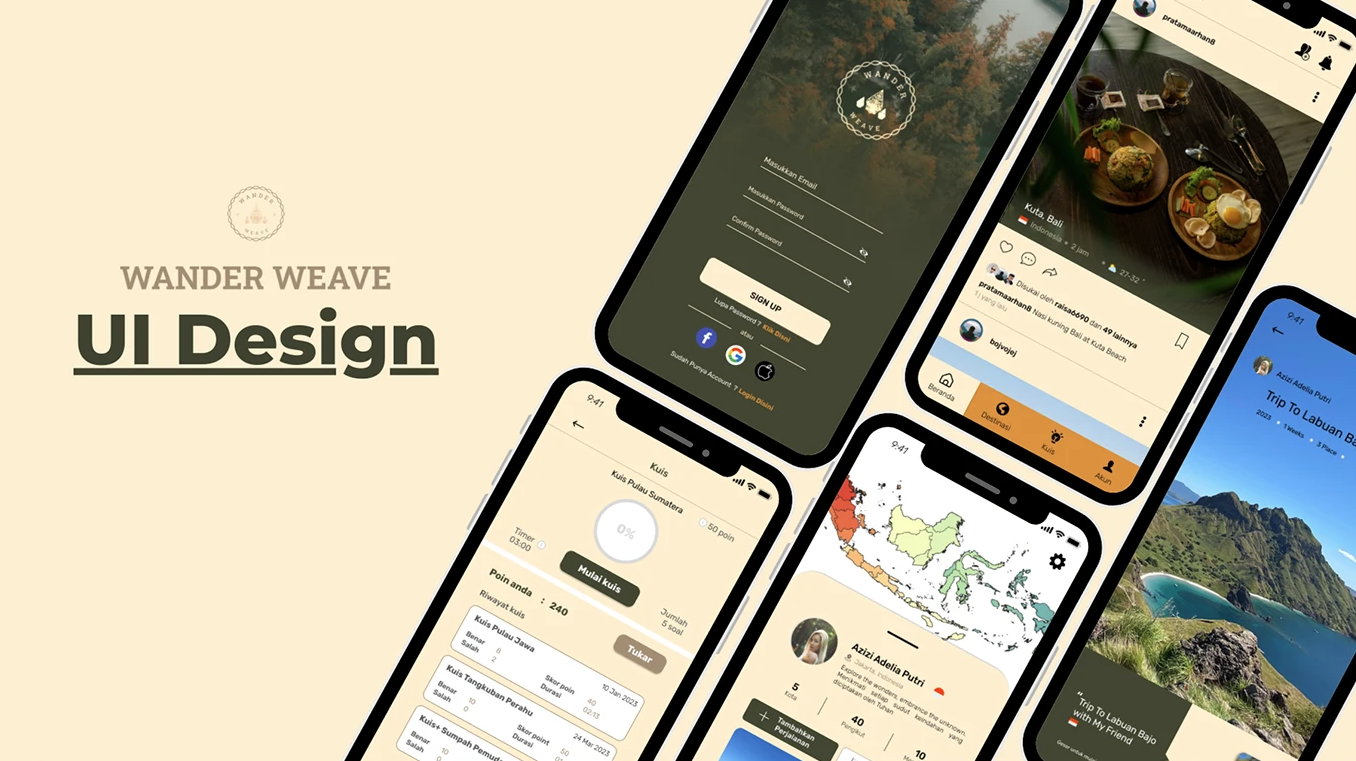 WANDER
WEAVE
WANDER WEAVE
UI Design
WANDER
WEAVE
Masukkan Email
Masukkan Password
Confirm Password
SIGN UP
Lupa Password ? Klik Disni
atau
Sudah Punya Account ? Login Disini
pratamaarhan8
Kuta, Bali
Indonesia • 2 jam
27-32 °
Disukai oleh raisa6690 dan 49 lainnya
pratamaarhan8 Nasi kuning Bali at Kuta Beach
1 j yang lalu
bojvojej
Beranda
Destinasi
Kuis
Akun
9:41
Kuis
Kuis Pulau Sumatera
50 poin
0%
Timer
03:00
Mulai kuis
Jumlah
5 soal
Poin anda : 240
Riwayat kuis
Tukar
Kuis Pulau Jawa
10 Jan 2023
Benar 8
Salah 2
Skor poin 40
Durasi 02:13
Kuis Tangkuban Perahu
24 Mar 2023
Benar 10
Salah 0
Skor point 50
Durasi 01
Kuis+ Sumpah Pemud
Benar 10
Salah
9:41
Azizi Adelia Putri
Jakarta, Indonesia
Explore the wonders, embrance the unknown.
Menikmati setiap sudut keindahan yang
diciptakan oleh Tuhan
5
Kota
40
Pengikut
10
Tambahkan
Perjalanan
9:41
Azizi Adelia Putri
Trip To Labuan Ba
2023 • 1 Weeks • 3 Place •
“Trip To Labuan Bajo
with My Friend